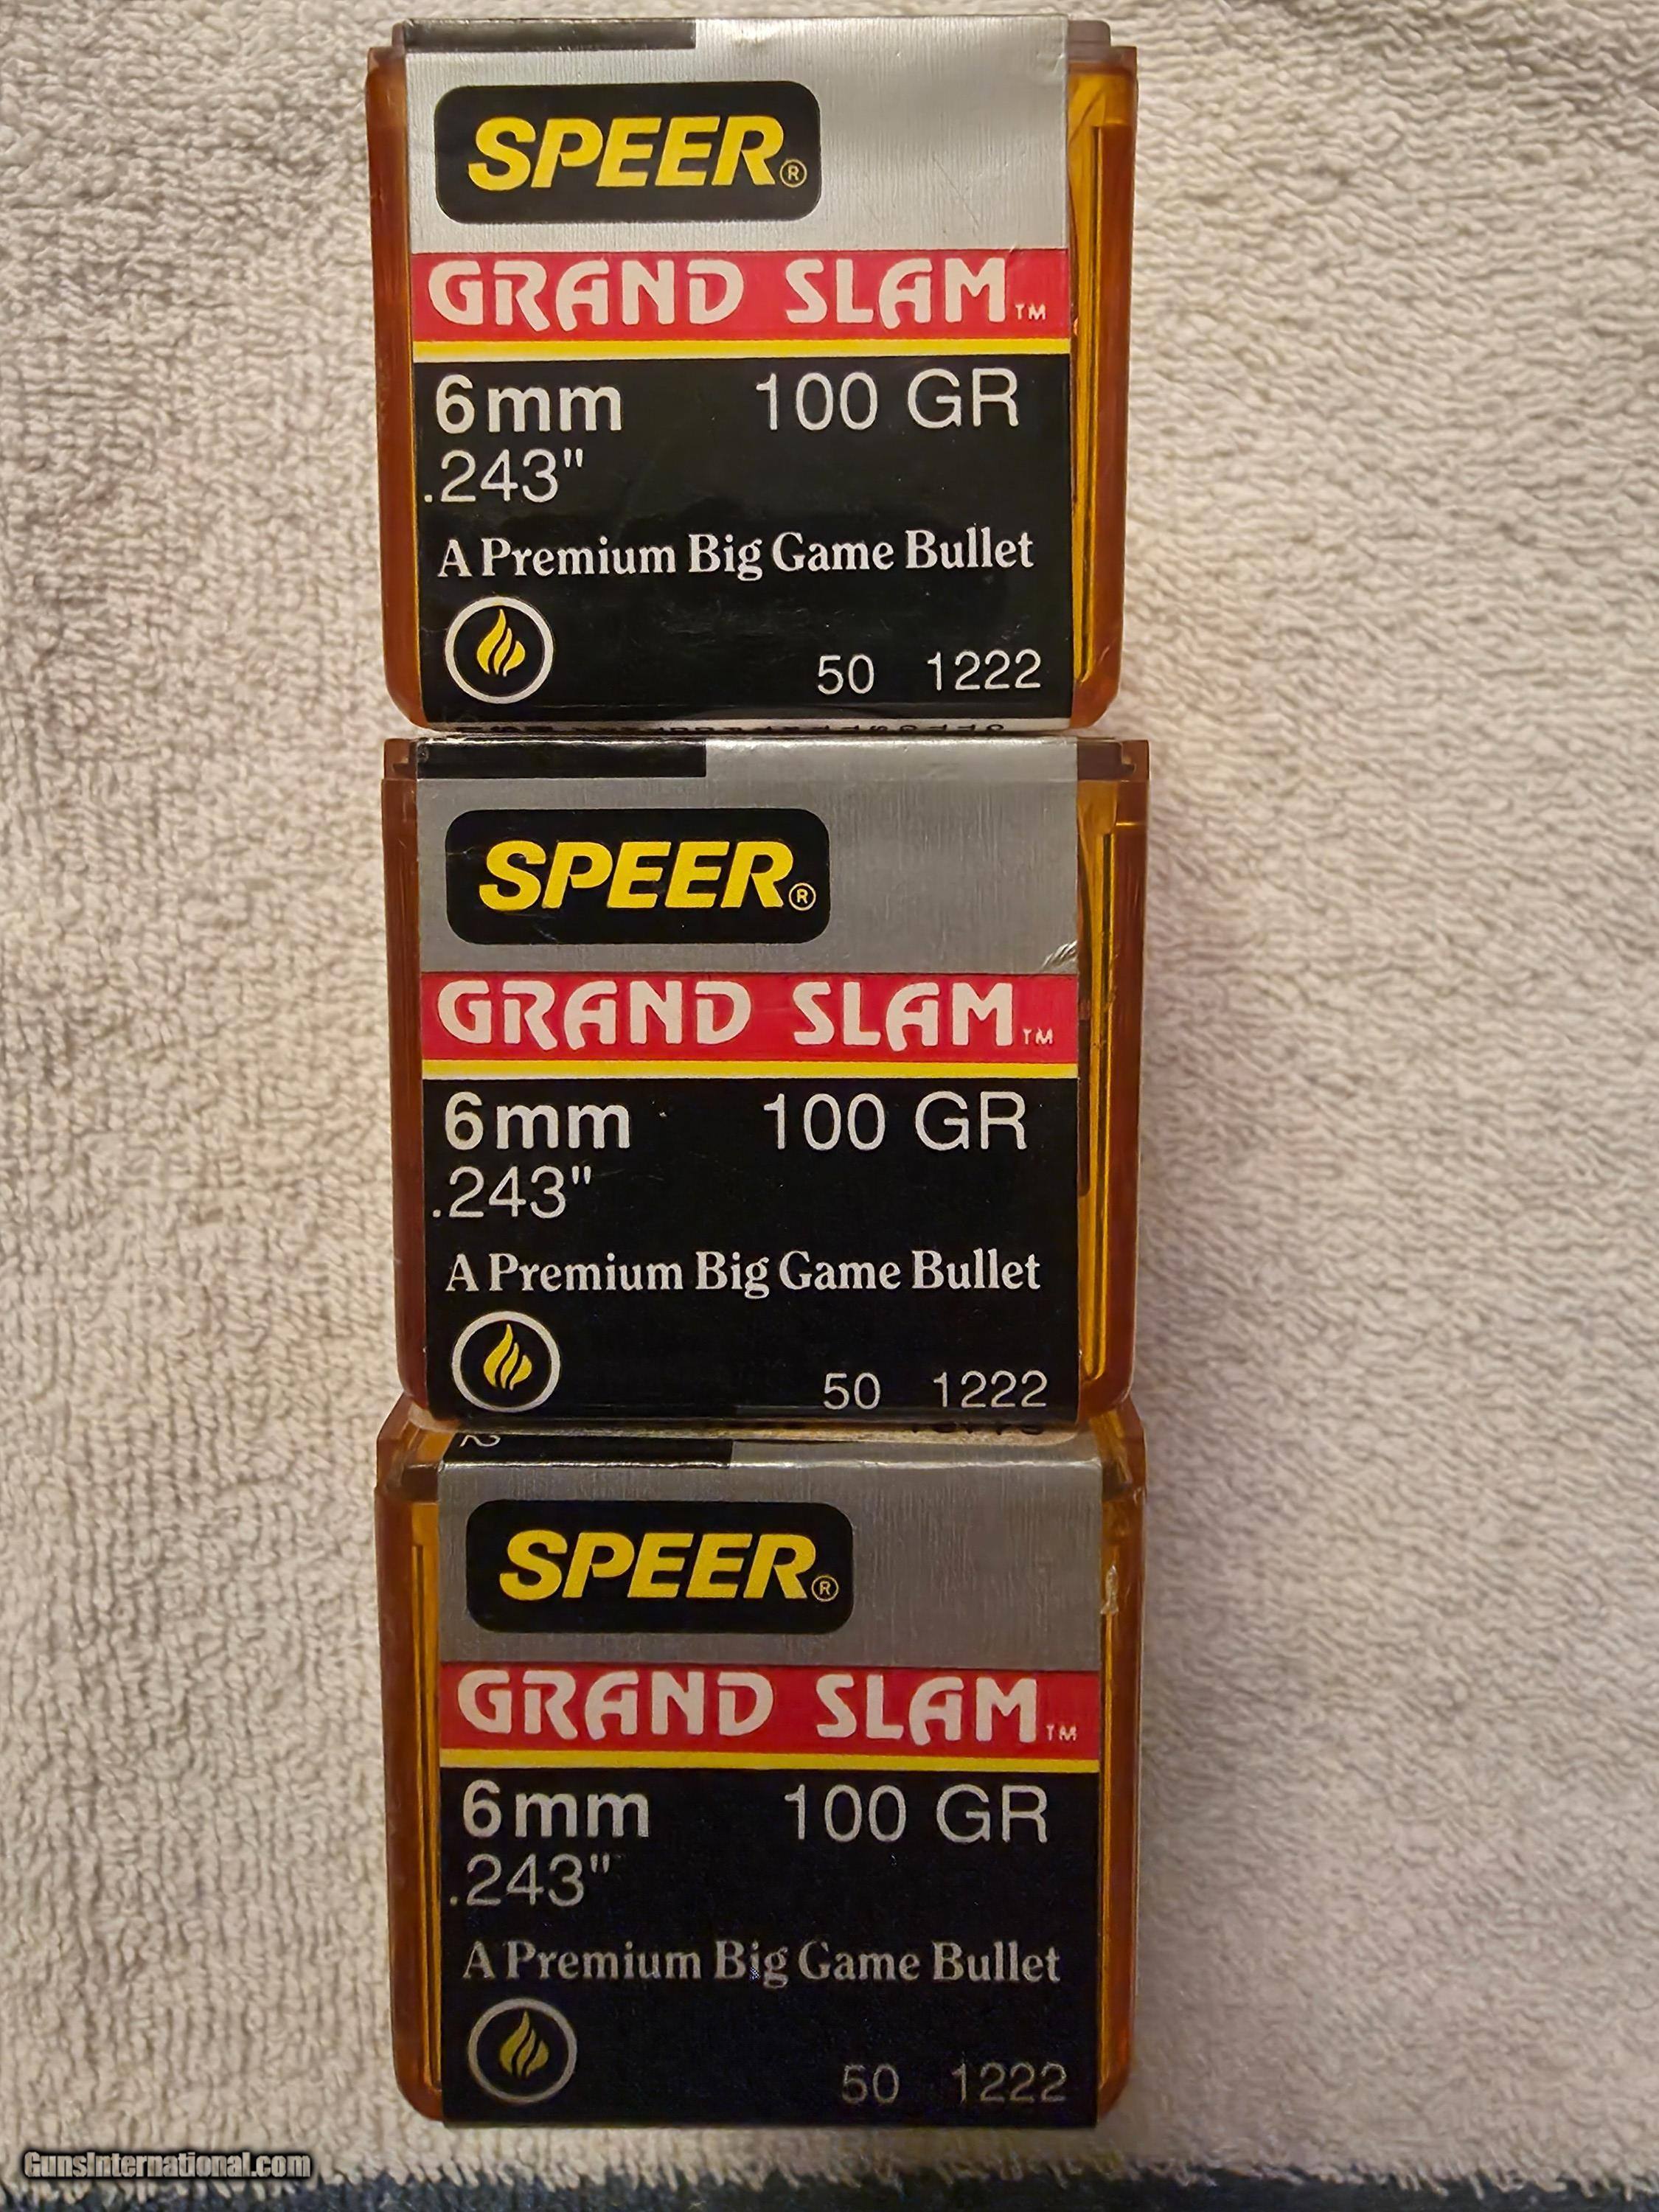 SPEER®
GRAND SLAM™
6mm 100 GR
.243"
A Premium Big Game Bullet
50 1222
SPEER®
GRAND SLAM™
6mm 100 GR
.243"
A Premium Big Game Bullet
50 1222
SPEER®
GRAND SLAM™
6mm 100 GR
.243"
A Premium Big Game Bullet
50 1222
GunsInternational.com